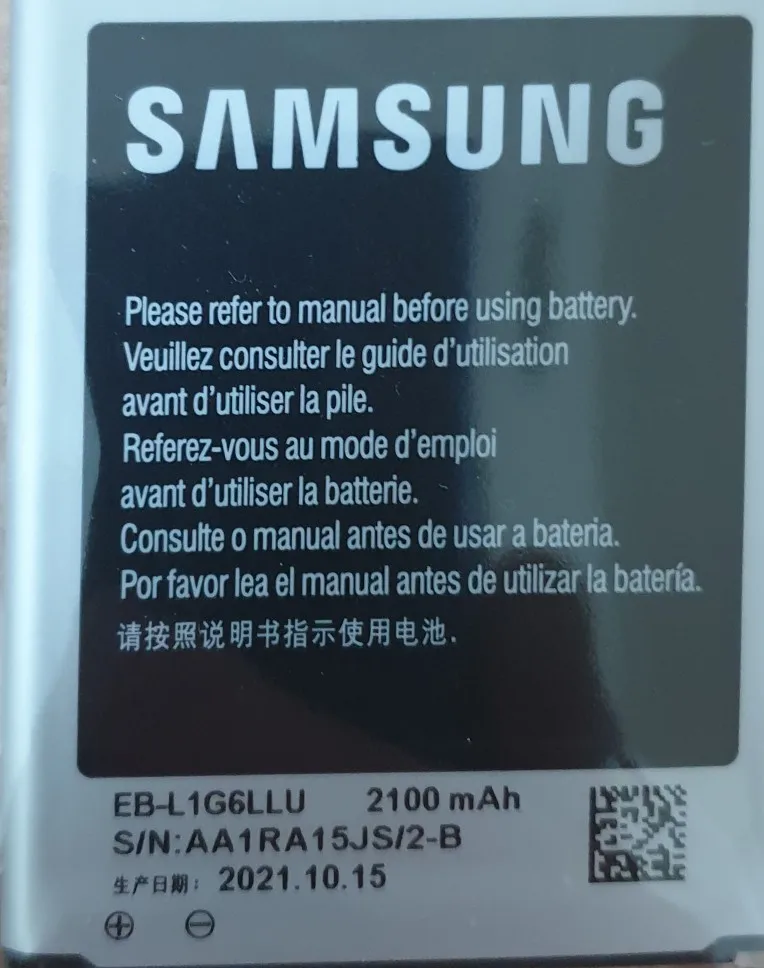 SAMSUNG
Please refer to manual before using battery.
Veuillez consulter le guide d'utilisation
avant d'utiliser la pile.
Referez-vous au mode d'emploi
avant d'utiliser la batterie.
Consulte o manual antes de usar a bateria.
Por favor lea el manual antes de utilizar la batería.
请按照说明书指示使用电池.
EB-L1G6LLU 2100 mAh
S/N:AA1RA15JS/2-B
生产日期: 2021.10.15
⊕ ⊖